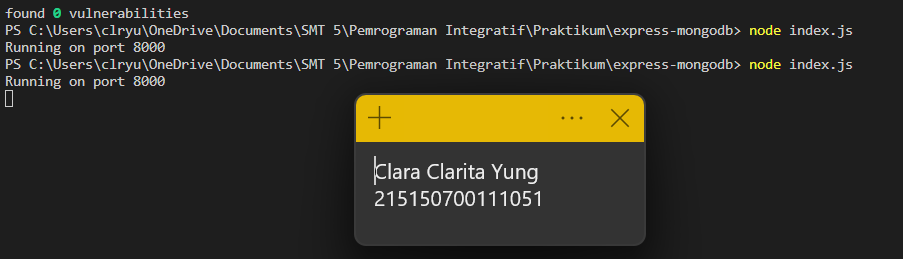 found 0 vulnerabilities
PS C:\Users\clryu\OneDrive\Documents\SMT 5\Pemrograman Integratif\Praktikum\express-mongodb> node index.js
Running on port 8000
PS C:\Users\clryu\OneDrive\Documents\SMT 5\Pemrograman Integratif\Praktikum\express-mongodb> node index.js
Running on port 8000
Clara Clarita Yung
215150700111051